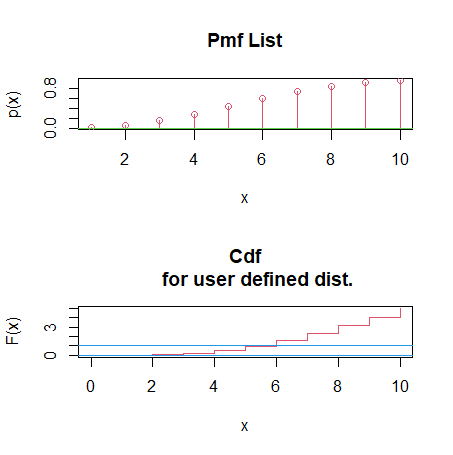 Pmf List
p(x)
0.8
0.0
2 4 6 8 10
x
Cdf
for user defined dist.
F(x)
3
0
0 2 4 6 8 10
x